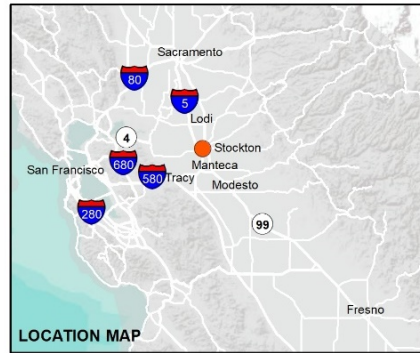 Sacramento
80
5
Lodi
4
Stockton
San Francisco
680
Manteca
580
Tracy
Modesto
280
99
Fresno
LOCATION MAP